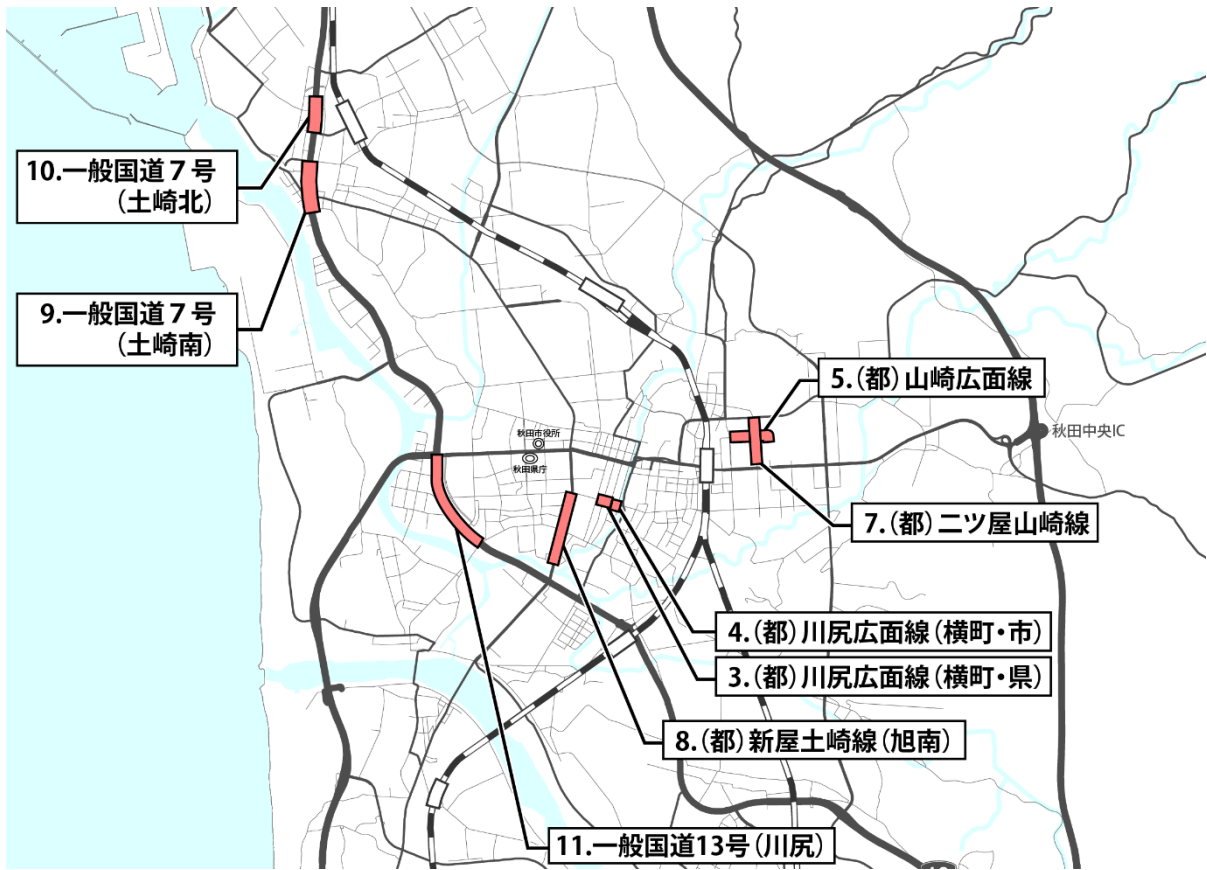 10.一般国道７号
(土崎北)
9.一般国道７号
(土崎南)
5.(都)山崎広面線
秋田中央IC
秋田市役所
秋田県庁
7.(都)二ツ屋山崎線
4.(都)川尻広面線(横町・市)
3.(都)川尻広面線(横町・県)
8.(都)新屋土崎線(旭南)
11.一般国道13号(川尻)